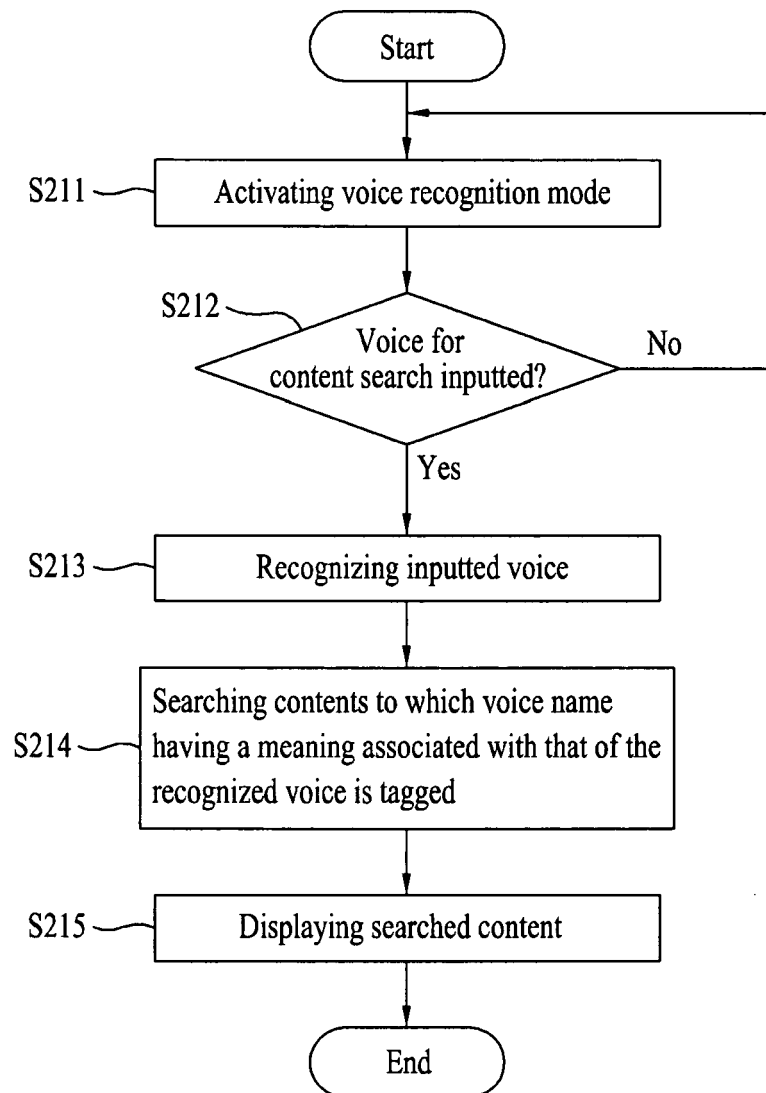 Start
S211
Activating voice recognition mode
S212
Voice for
content search inputted?
No
Yes
S213
Recognizing inputted voice
S214
Searching contents to which voice name
having a meaning associated with that of the
recognized voice is tagged
S215
Displaying searched content
End